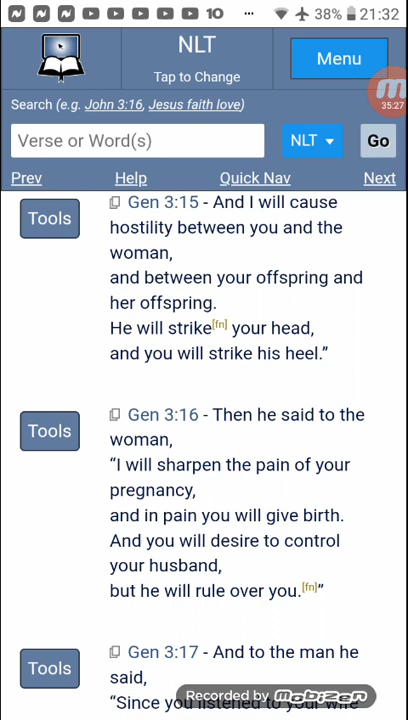 10 ... 38% 21:32
NLT
Tap to Change
Menu
35:27
Search (e.g. John 3:16, Jesus faith love)
Verse or Word(s)
NLT
Go
Prev
Help
Quick Nav
Next
Tools
Gen 3:15 - And I will cause
hostility between you and the
woman,
and between your offspring and
her offspring.
He will strike[fn] your head,
and you will strike his heel.”
Tools
Gen 3:16 - Then he said to the
woman,
“I will sharpen the pain of your
pregnancy,
and in pain you will give birth.
And you will desire to control
your husband,
but he will rule over you.[fn]”
Tools
Gen 3:17 - And to the man he
said,
“Since you listened to your wife
Recorded by Mobizen